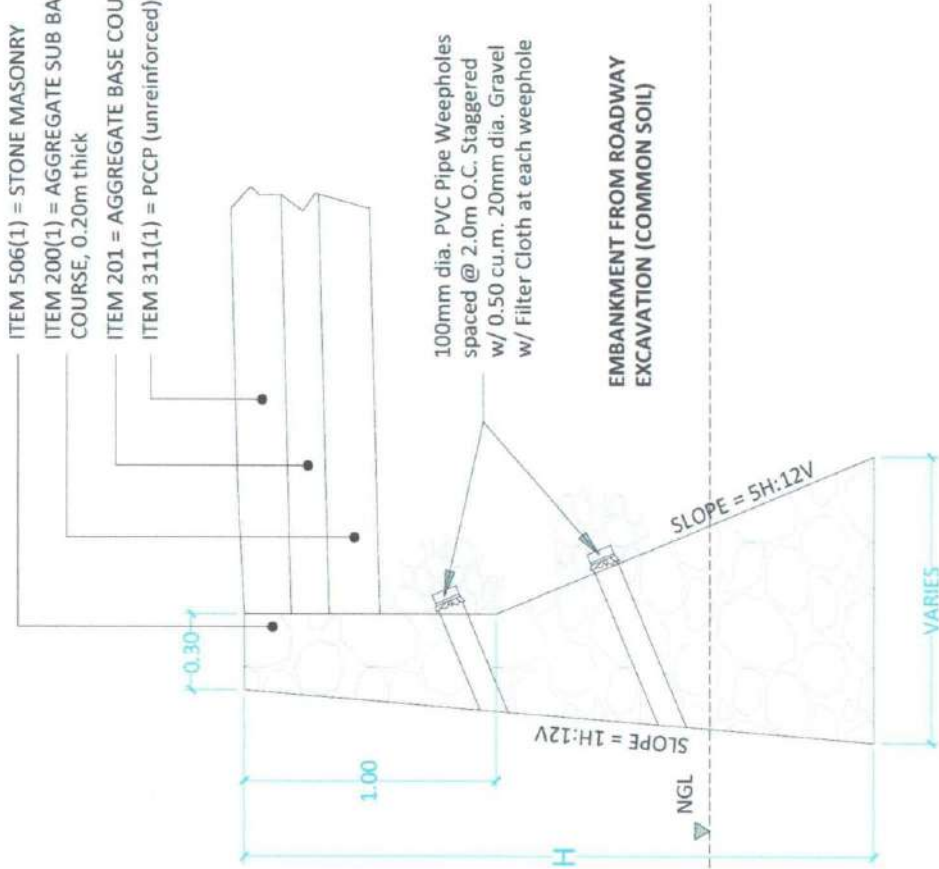 ITEM 506(1) = STONE MASONRY
ITEM 200(1) = AGGREGATE SUB BA
COURSE, 0.20m thick
ITEM 201 = AGGREGATE BASE COU
ITEM 311(1) = PCCP (unreinforced)
0.30
1.00
H
100mm dia. PVC Pipe Weepholes
spaced @ 2.0m O.C. Staggered
w/ 0.50 cu.m. 20mm dia. Gravel
w/ Filter Cloth at each weephole
SLOPE = 1H:12V
SLOPE = 5H:12V
EMBANKMENT FROM ROADWAY
EXCAVATION (COMMON SOIL)
NGL
VARIES